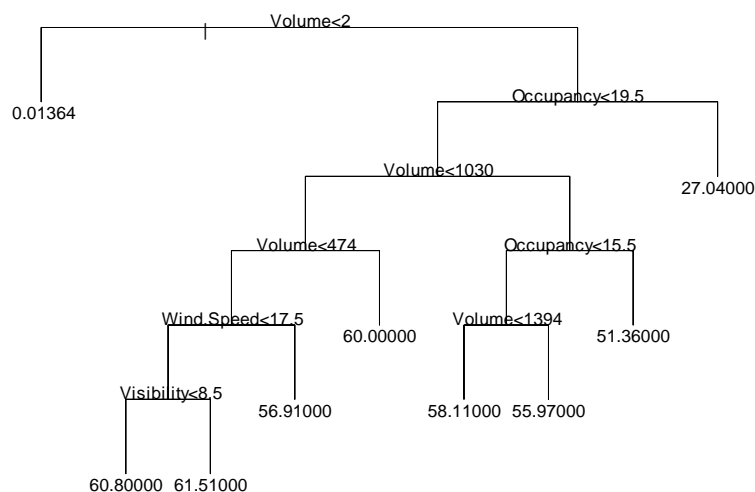 Volume<2
0.01364
Occupancy<19.5
Volume<1030
27.04000
Volume<474
Occupancy<15.5
Wind.Speed<17.5
60.00000
Volume<1394
51.36000
Visibility<8.5
56.91000
58.11000
55.97000
60.80000
61.51000